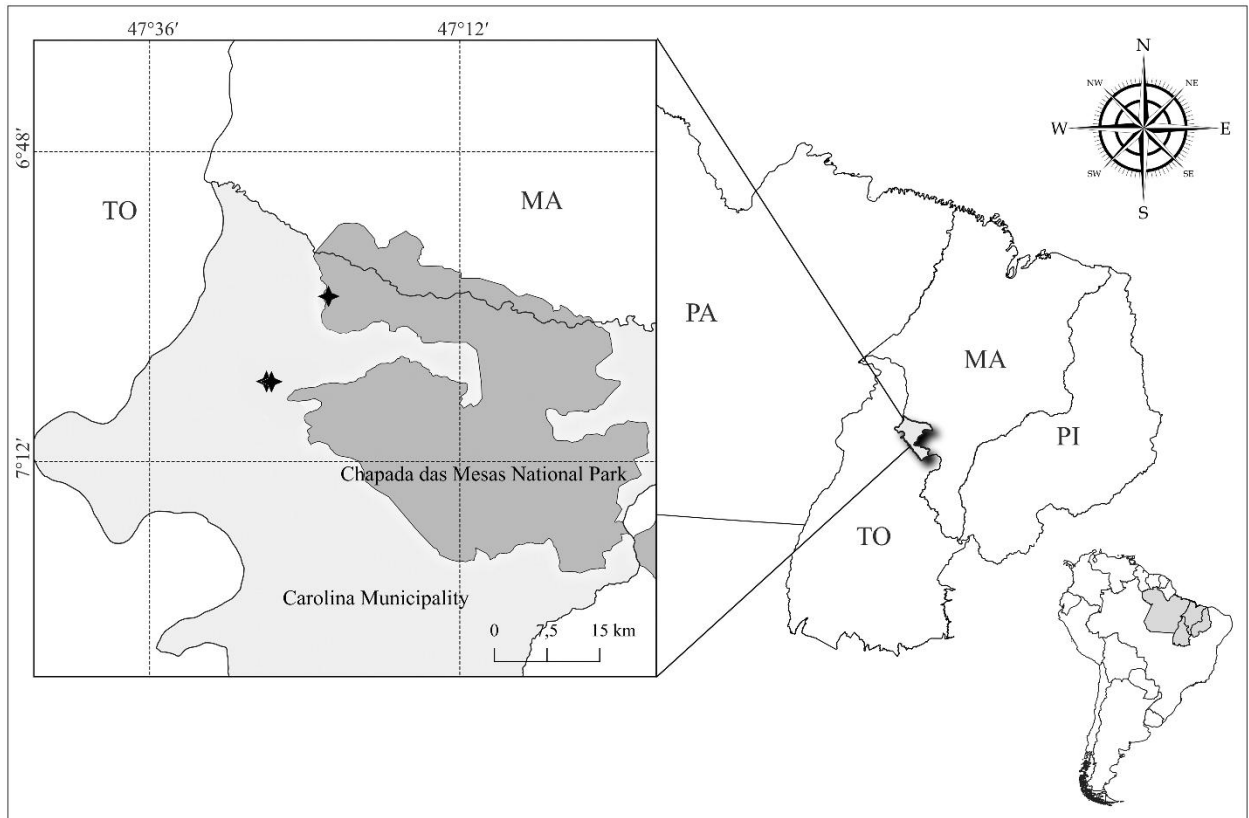 47°36'
47°12'
6°48'
7°12'
TO
MA
Chapada das Mesas National Park
Carolina Municipality
0 7,5 15 km
PA
MA
PI
TO
N
NW
NE
W
E
SW
SE
S